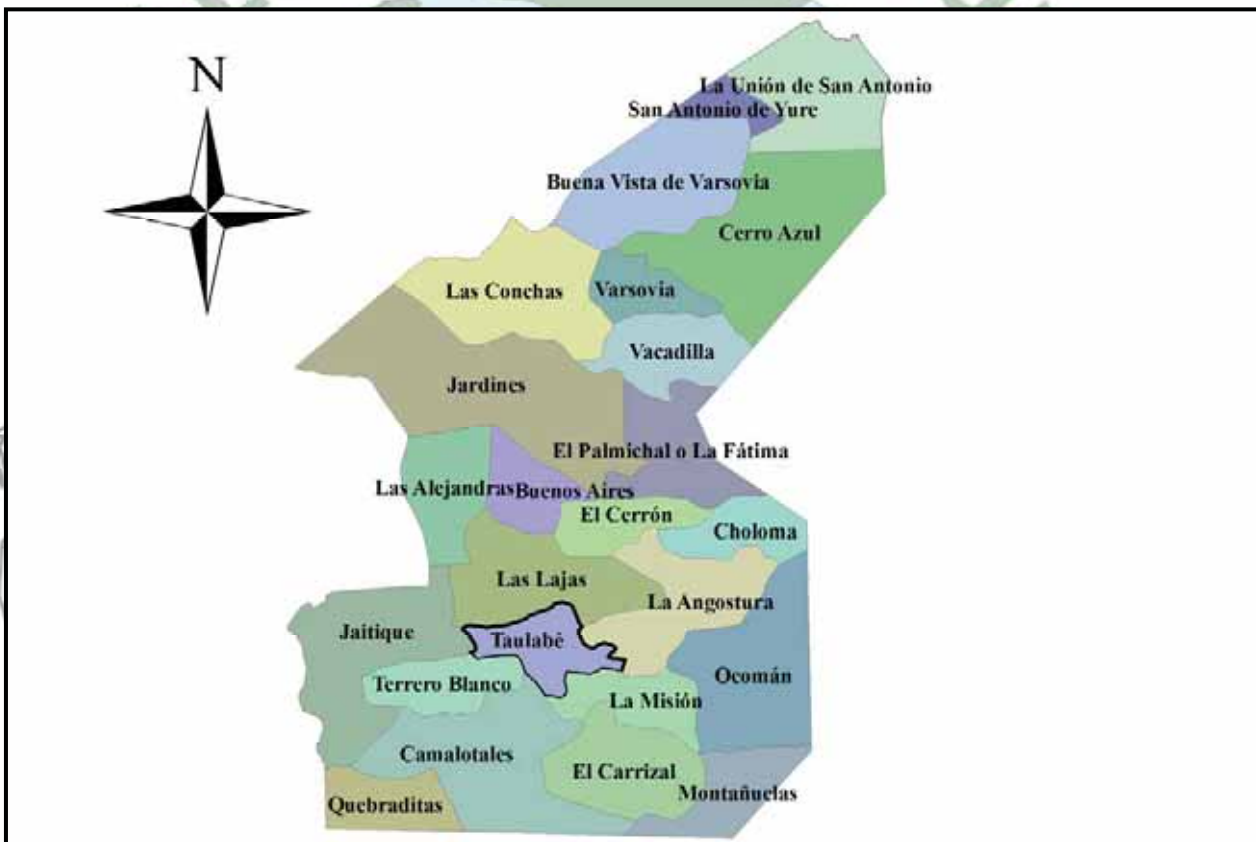 N
La Unión de San Antonio
San Antonio de Yure
Buena Vista de Varsovia
Cerro Azul
Las Conchas
Varsovia
Vacadilla
Jardines
El Palmichal o La Fátima
Las Alejandras
Buenos Aires
El Cerrón
Choloma
Las Lajas
La Angostura
Jaitique
Taulabé
Terrero Blanco
Ocomán
La Misión
Camalotales
El Carrizal
Quebraditas
Montañuelas